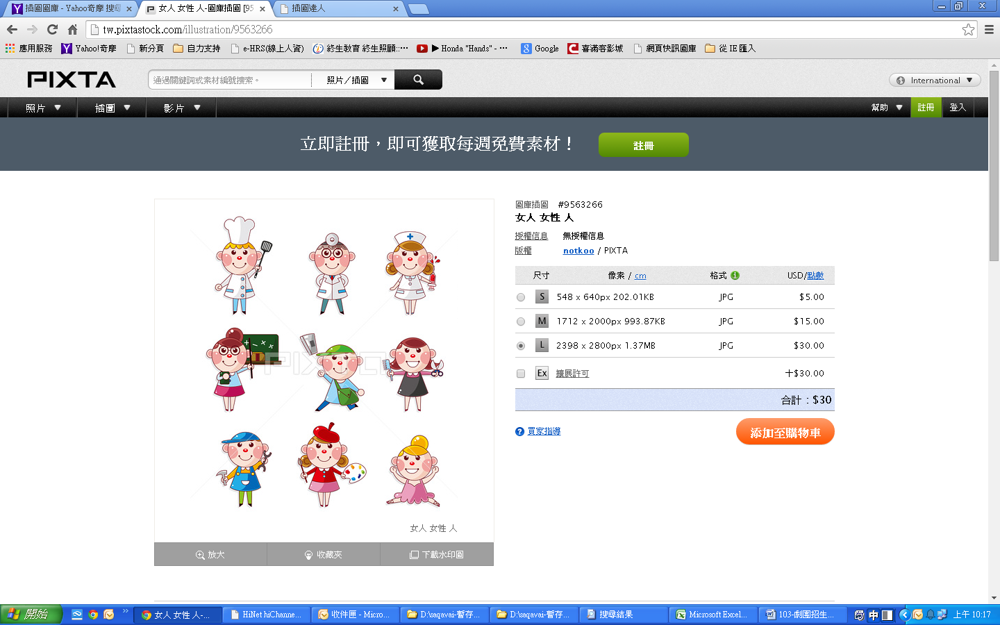 插圖圖庫 - Yahoo奇摩 搜尋
女人 女性 人-圖庫插圖 [95
插圖達人
tw.pixtastock.com/illustration/9563266
應用服務 Yahoo!奇摩 新分頁 自力支持 e-HRS(線上人資) 終生教育 終生照顧::⋯ ▶ Honda "Hands" - ⋯ Google 喜滿客影城 網頁快訊圖庫 從 IE 匯入
PIXTA 通過關鍵詞或素材編號搜索。 照片／插圖 ▼ International ▼
照片 ▼ 插圖 ▼ 影片 ▼ 幫助 ▼ 註冊 登入
立即註冊，即可獲取每週免費素材！ 註冊
圖庫插圖 #9563266
女人 女性 人
授權信息 無授權信息
版權 notkoo / PIXTA
尺寸 像素 / cm 格式 USD/點數
S 548 x 640px 202.01KB JPG $5.00
M 1712 x 2000px 993.87KB JPG $15.00
L 2398 x 2800px 1.37MB JPG $30.00
Ex 擴展許可 +$30.00
合計：$30
買家指導 添加至購物車
女人 女性 人
放大 收藏夾 下載水印圖
開始 女人 女性 人-... HiNet hiChanne... 收件匣 - Micro... D:\saqavai-暫存... D:\saqavai-暫存... 搜尋結果 Microsoft Excel... 103-劇團招生... 中 上午 10:17